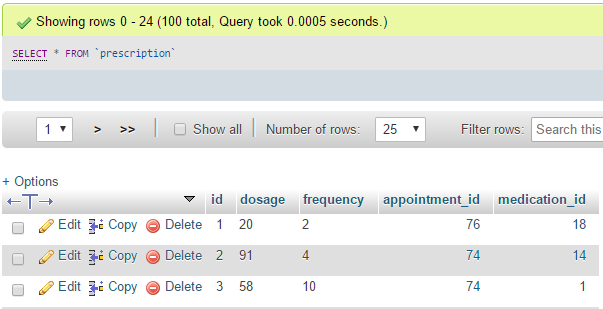 Showing rows 0 - 24 (100 total, Query took 0.0005 seconds.)
SELECT * FROM `prescription`
1 > >> Show all Number of rows: 25 Filter rows: Search this
+ Options
←T→ id dosage frequency appointment_id medication_id
Edit Copy Delete 1 20 2 76 18
Edit Copy Delete 2 91 4 74 14
Edit Copy Delete 3 58 10 74 1